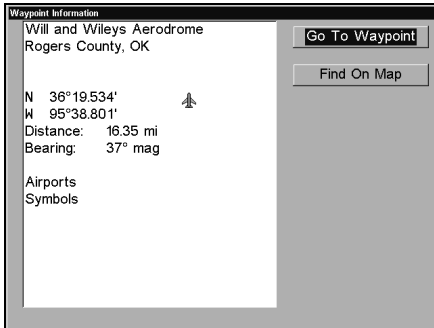 Waypoint Information
Will and Wileys Aerodrome
Rogers County, OK
N 36°19.534'
W 95°38.801'
Distance: 16.35 mi
Bearing: 37° mag
Airports
Symbols
Go To Waypoint
Find On Map